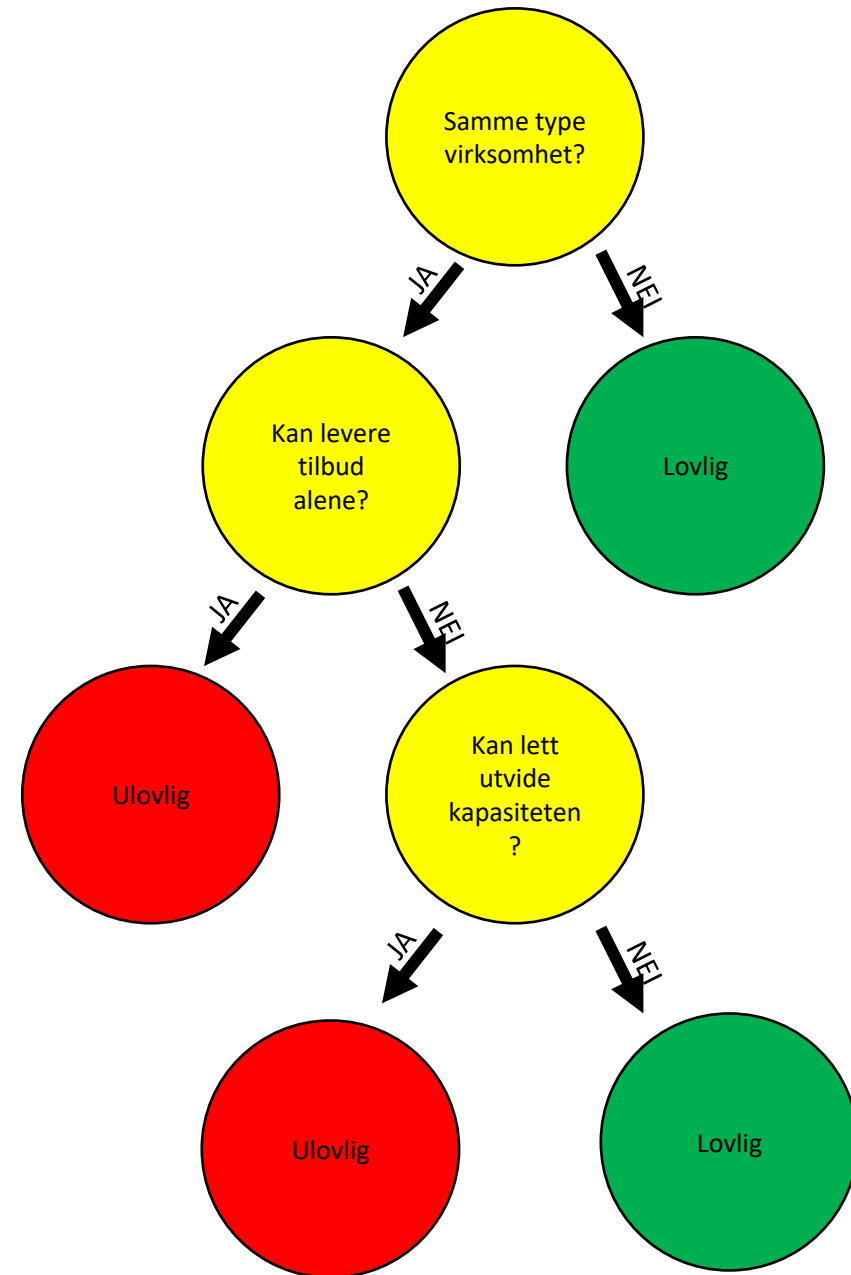 Samme type
virksomhet?
JA
NEI
Kan levere
tilbud
alene?
Lovlig
JA
NEI
Ulovlig
Kan lett
utvide
kapasiteten
?
JA
NEI
Ulovlig
Lovlig